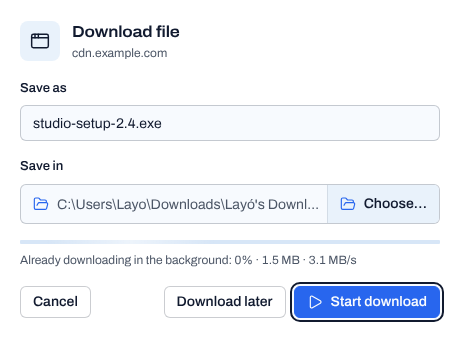 Download file
cdn.example.com
Save as
studio-setup-2.4.exe
Save in
C:\Users\Layo\Downloads\Layó's Downl...
Choose...
Already downloading in the background: 0% · 1.5 MB · 3.1 MB/s
Cancel
Download later
Start download